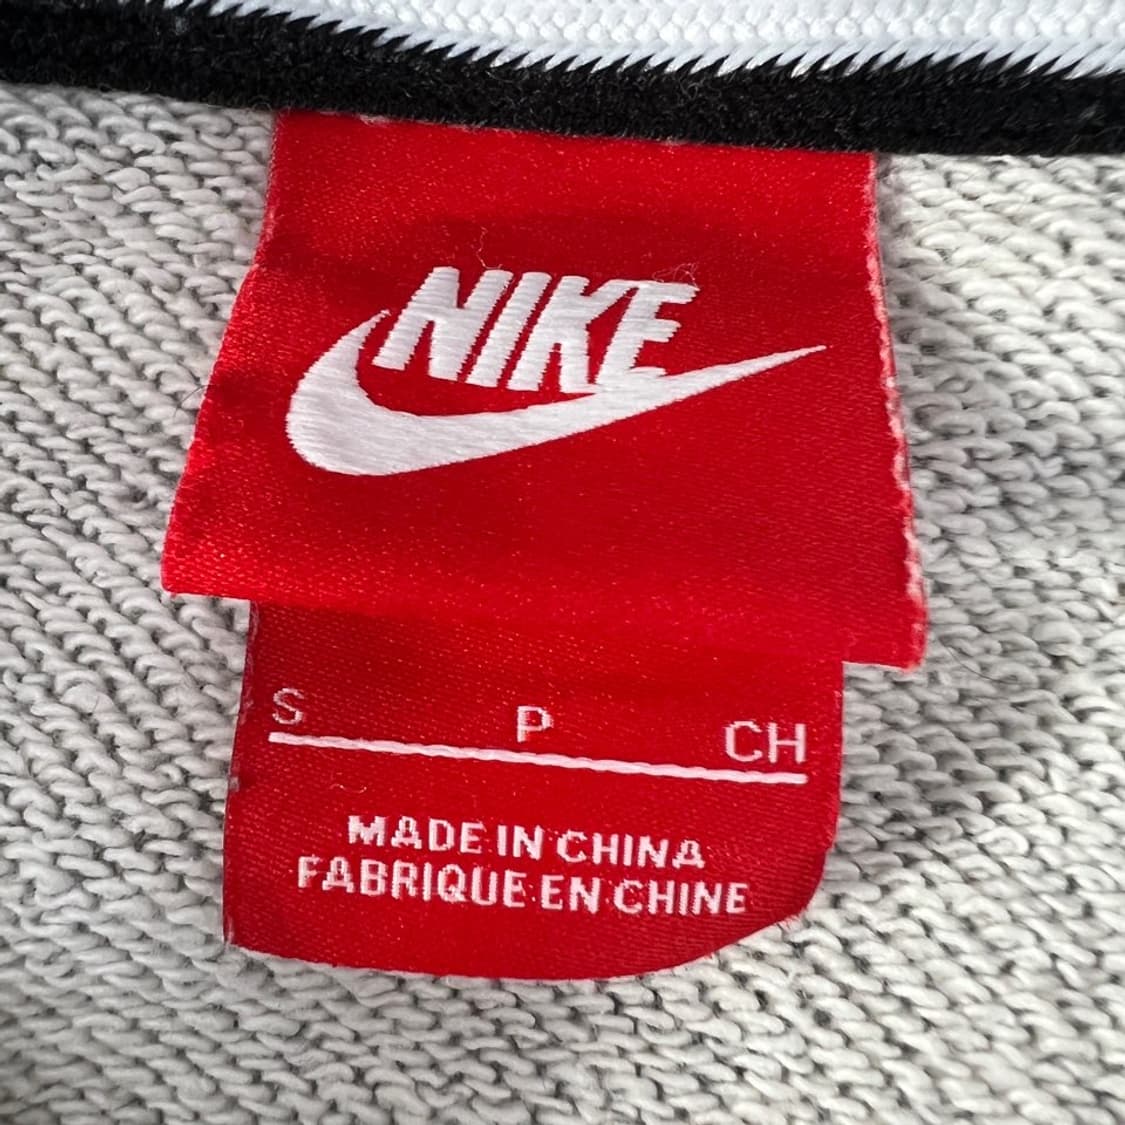 NIKE
S P CH
MADE IN CHINA
FABRIQUE EN CHINE